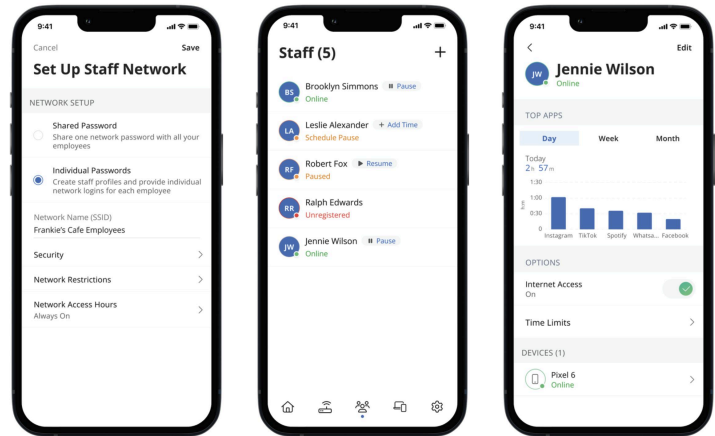 9:41
Cancel
Save
Set Up Staff Network
NETWORK SETUP
Shared Password
Share one network password with all your
employees
Individual Passwords
Create staff profiles and provide individual
network logins for each employee
Network Name (SSID)
Frankie's Cafe Employees
Security
Network Restrictions
Network Access Hours
Always On
9:41
Staff (5)
BS
Brooklyn Simmons
Pause
Online
LA
Leslie Alexander
+ Add Time
Schedule Pause
RF
Robert Fox
Resume
Paused
RR
Ralph Edwards
Unregistered
JW
Jennie Wilson
Pause
Online
9:41
Edit
JW
Jennie Wilson
Online
TOP APPS
Day
Week
Month
Today
2h 57m
1:30
1:00
0:30
0
h:m
Instagram
TikTok
Spotify
Whatsa...
Facebook
OPTIONS
Internet Access
On
Time Limits
DEVICES (1)
Pixel 6
Online